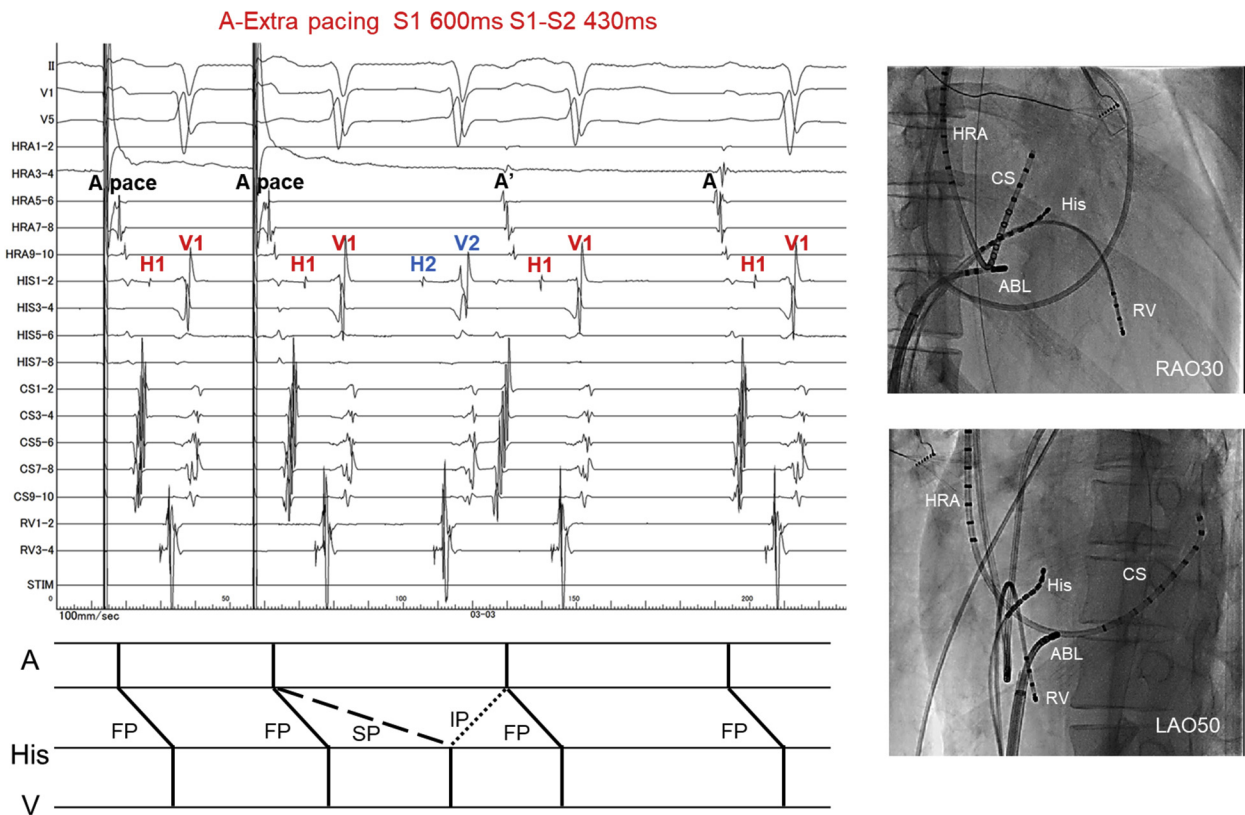 A-Extra pacing S1 600ms S1-S2 430ms
II
V1
V5
HRA1-2
HRA3-4
A pace A pace A' A
HRA5-6
HRA7-8
HRA9-10
V1 V1 V2 V1 V1
H1 H1 H2 H1 H1
HIS1-2
HIS3-4
HIS5-6
HIS7-8
CS1-2
CS3-4
CS5-6
CS7-8
CS9-10
RV1-2
RV3-4
STIM
0 50 100 150 200
100mm/sec 03-03
A
FP FP SP IP FP FP
His
V
HRA
CS
His
ABL
RV
RAO30
HRA
CS
His
ABL
RV
LAO50